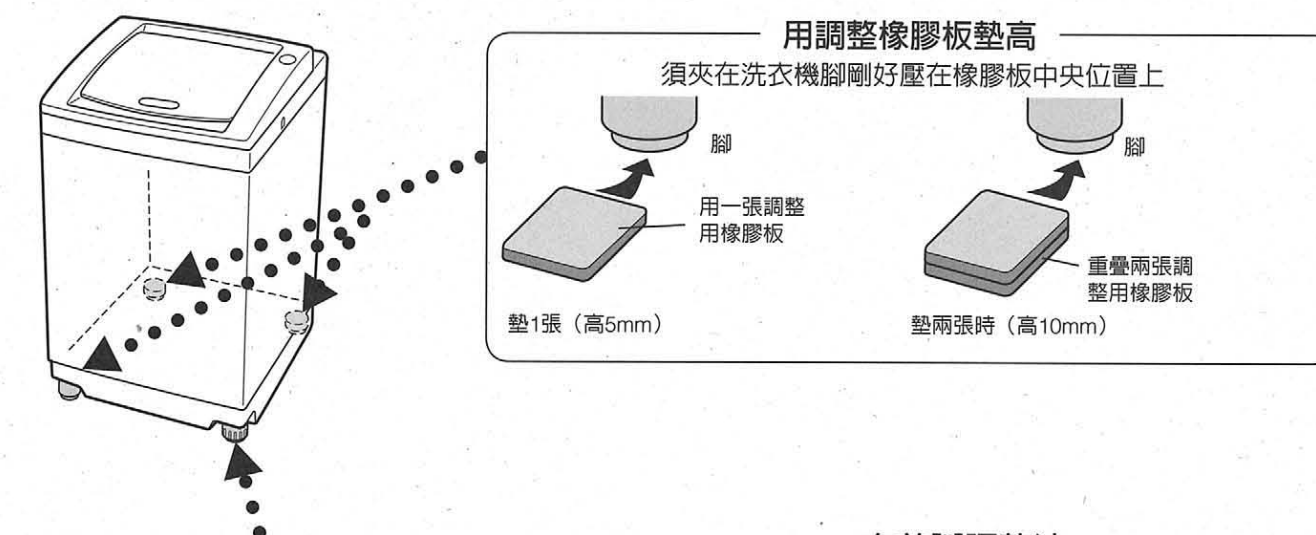 用調整橡膠板墊高
須夾在洗衣機腳剛好壓在橡膠板中央位置上
腳
用一張調整
用橡膠板
墊1張（高5mm）
腳
重疊兩張調
整用橡膠板
墊兩張時（高10mm）